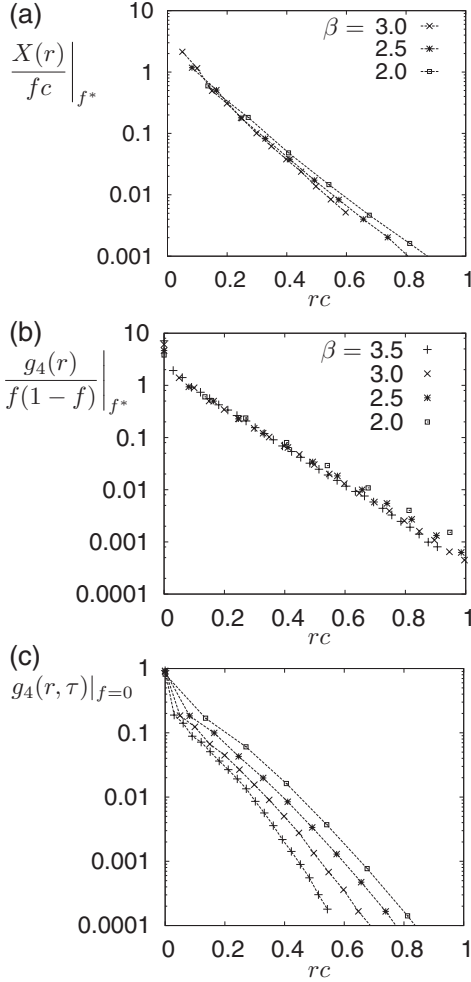 (a)
X(r)
fc
f*
β = 3.0
2.5
2.0
10
1
0.1
0.01
0.001
0 0.2 0.4 0.6 0.8 1
rc
(b)
g4(r)
f(1 − f)
f*
β = 3.5
3.0
2.5
2.0
10
1
0.1
0.01
0.001
0.0001
0 0.2 0.4 0.6 0.8 1
rc
(c)
g4(r, τ)|f=0
1
0.1
0.01
0.001
0.0001
0 0.2 0.4 0.6 0.8 1
rc